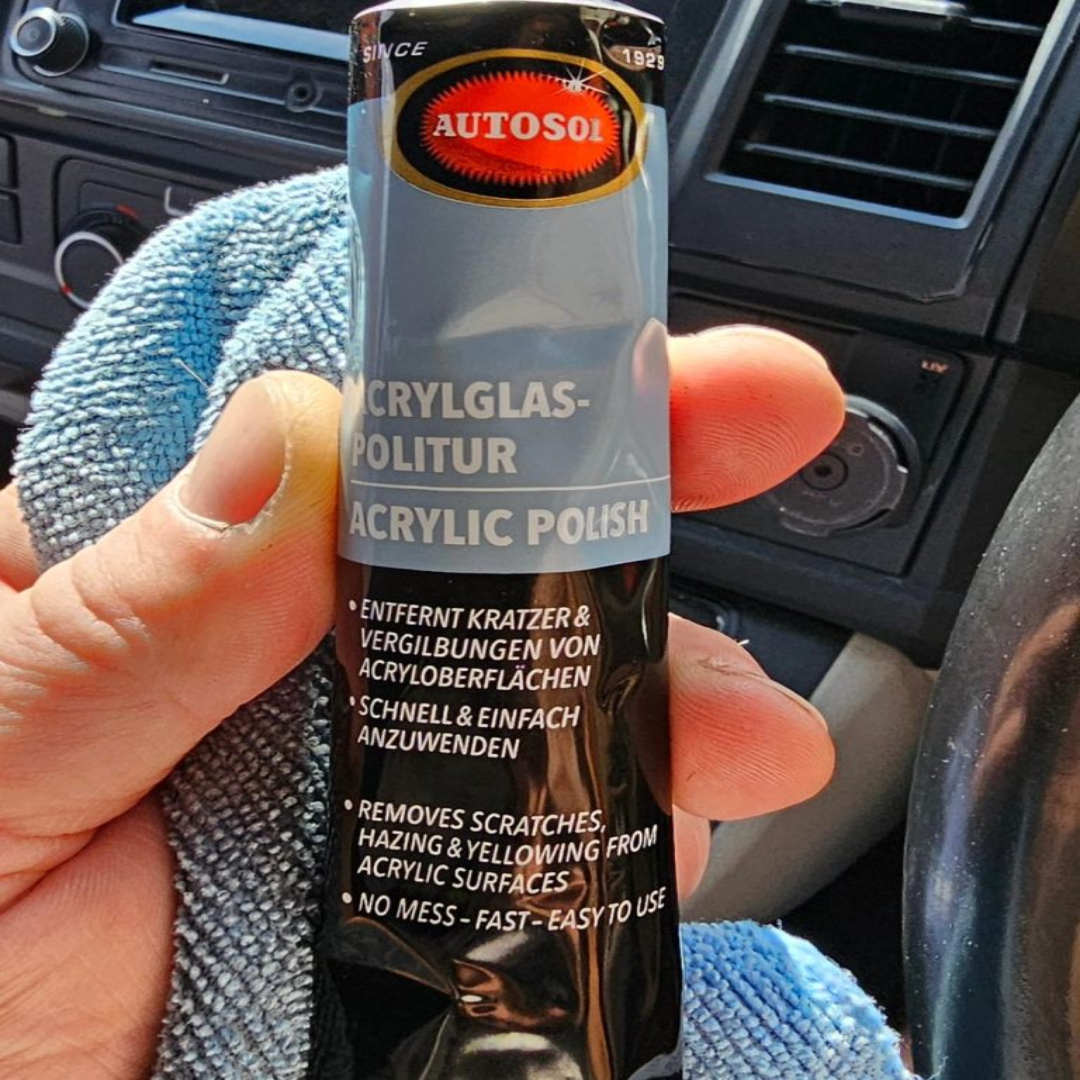 SINCE 1929
AUTOSOL
ACRYLGLAS-
POLITUR
ACRYLIC POLISH
• ENTFERNT KRATZER &
VERGILBUNGEN VON
ACRYLOBERFLÄCHEN
• SCHNELL & EINFACH
ANZUWENDEN
• REMOVES SCRATCHES,
HAZING & YELLOWING FROM
ACRYLIC SURFACES
• NO MESS – FAST – EASY TO USE